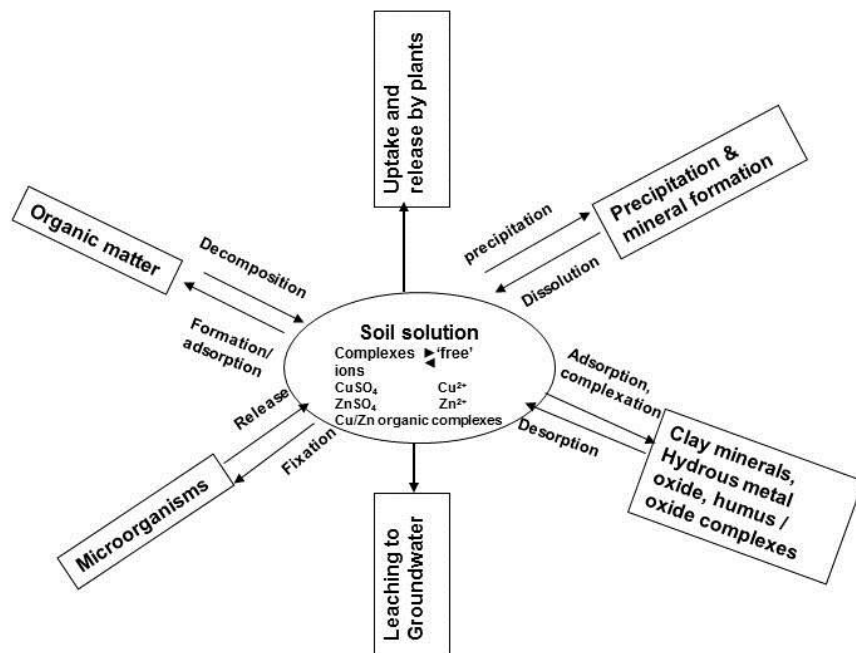 Uptake and
release by plants
Precipitation &
mineral formation
precipitation
Dissolution
Organic matter
Decomposition
Formation/
adsorption
Soil solution
Complexes ‘free’
ions
CuSO₄ Cu²⁺
ZnSO₄ Zn²⁺
Cu/Zn organic complexes
Adsorption,
complexation
Desorption
Clay minerals,
Hydrous metal
oxide, humus /
oxide complexes
Release
Fixation
Microorganisms
Leaching to
Groundwater